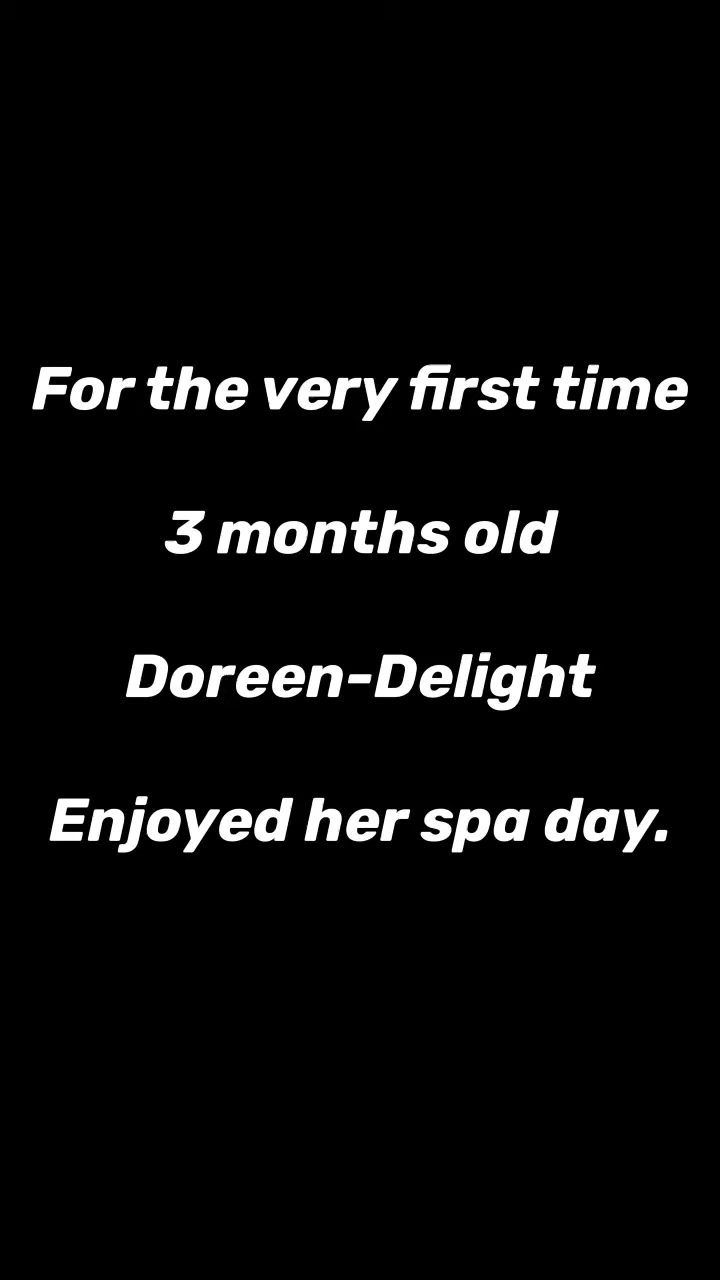 For the very first time
3 months old
Doreen-Delight
Enjoyed her spa day.